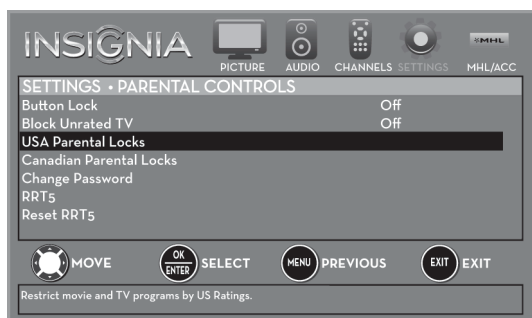 INSIGNIA
PICTURE AUDIO CHANNELS SETTINGS MHL MHL/ACC
SETTINGS • PARENTAL CONTROLS
Button Lock Off
Block Unrated TV Off
USA Parental Locks
Canadian Parental Locks
Change Password
RRT5
Reset RRT5
MOVE OK ENTER SELECT MENU PREVIOUS EXIT EXIT
Restrict movie and TV programs by US Ratings.